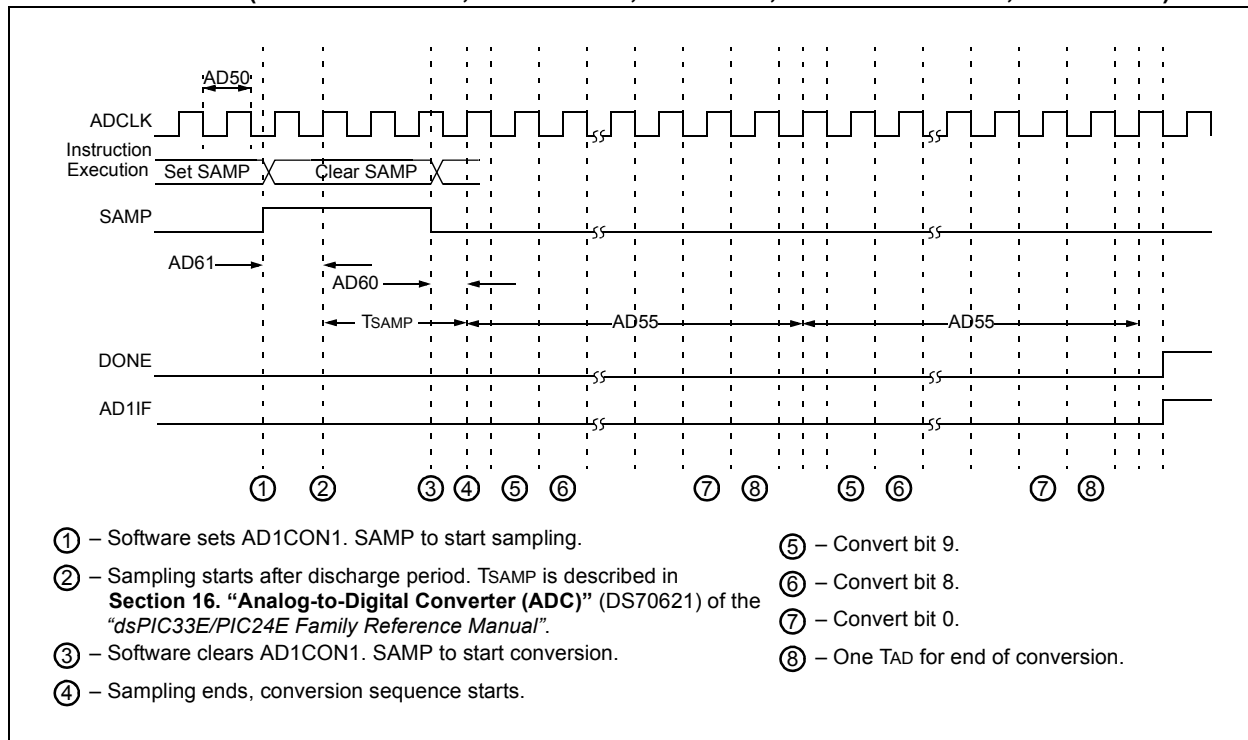 AD50
ADCLK
Instruction
Execution
Set SAMP
Clear SAMP
SAMP
AD61
AD60
TSAMP
AD55
AD55
DONE
AD1IF
1 2 3 4 5 6 7 8 5 6 7 8
1 – Software sets AD1CON1. SAMP to start sampling.
2 – Sampling starts after discharge period. TSAMP is described in
Section 16. “Analog-to-Digital Converter (ADC)” (DS70621) of the
“dsPIC33E/PIC24E Family Reference Manual”.
3 – Software clears AD1CON1. SAMP to start conversion.
4 – Sampling ends, conversion sequence starts.
5 – Convert bit 9.
6 – Convert bit 8.
7 – Convert bit 0.
8 – One TAD for end of conversion.